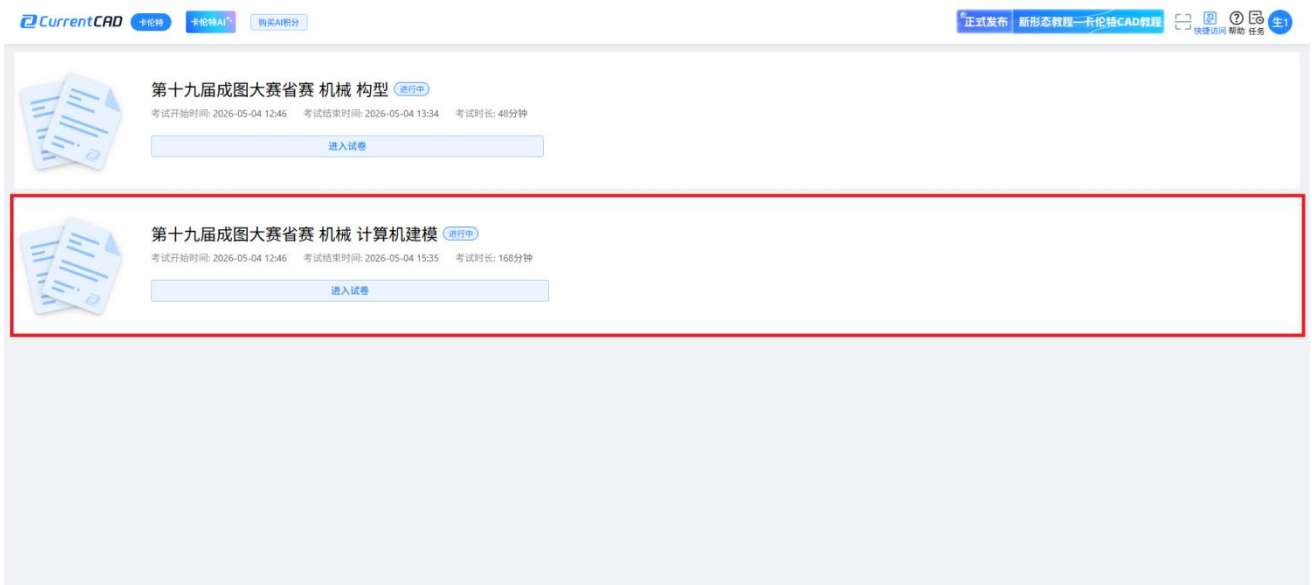 CurrentCAD 卡伦特 卡伦特AI 购买AI积分 正式发布 新形态教程—卡伦特CAD教程 快捷访问 帮助 任务 生1
第十九届成图大赛省赛 机械 构型 进行中
考试开始时间: 2026-05-04 12:46 考试结束时间: 2026-05-04 13:34 考试时长: 48分钟
进入试卷
第十九届成图大赛省赛 机械 计算机建模 进行中
考试开始时间: 2026-05-04 12:46 考试结束时间: 2026-05-04 15:35 考试时长: 168分钟
进入试卷